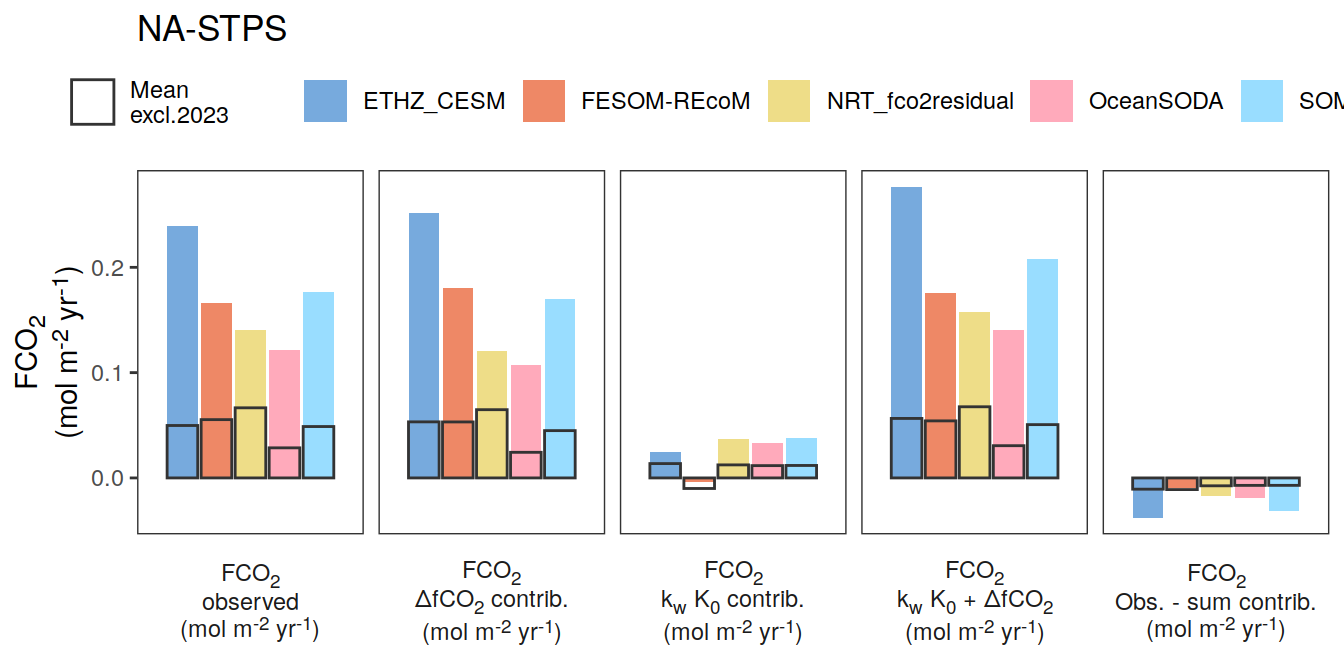 NA-STPS
Mean
excl.2023
ETHZ_CESM
FESOM-REcoM
NRT_fco2residual
OceanSODA
SOM
FCO₂
(mol m⁻² yr⁻¹)
0.2
0.1
0.0
FCO₂
observed
(mol m⁻² yr⁻¹)
FCO₂
ΔfCO₂ contrib.
(mol m⁻² yr⁻¹)
FCO₂
k_w K₀ contrib.
(mol m⁻² yr⁻¹)
FCO₂
k_w K₀ + ΔfCO₂
(mol m⁻² yr⁻¹)
FCO₂
Obs. - sum contrib.
(mol m⁻² yr⁻¹)